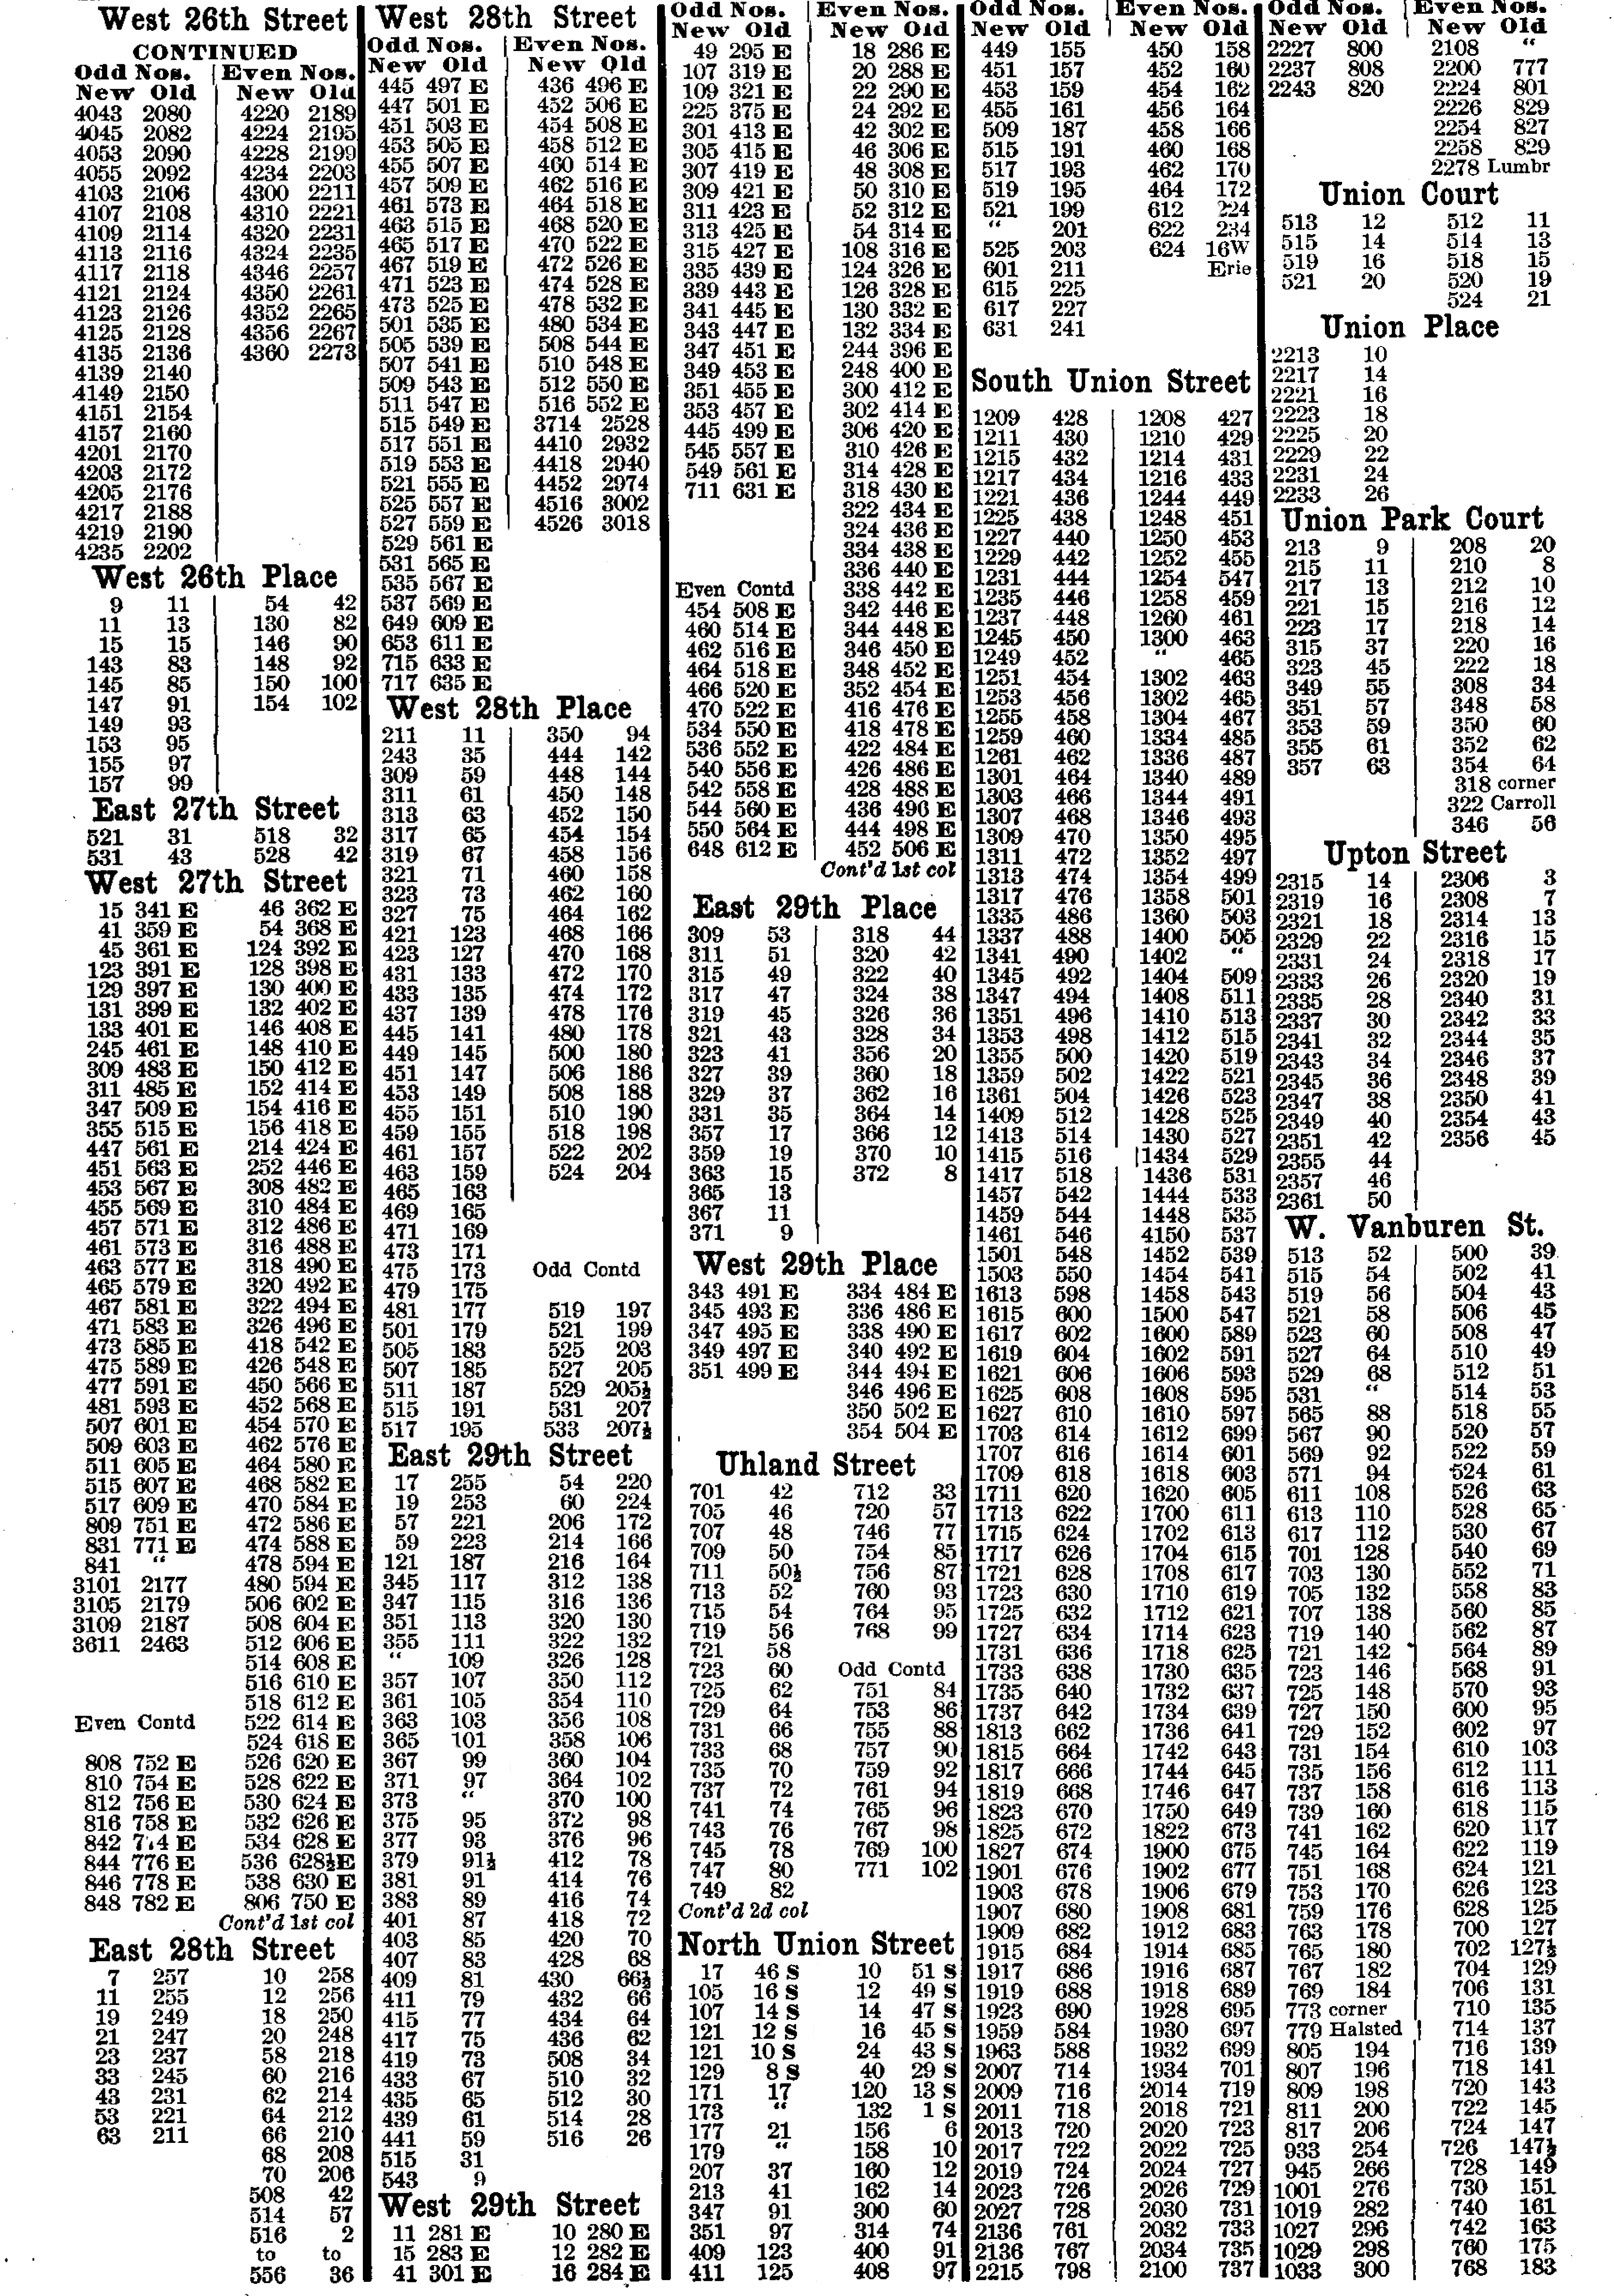 West 26th Street
CONTINUED
Odd Nos. Even Nos.
New Old New Old
4043 2080 4220 2189
4045 2082 4224 2195
4053 2090 4228 2199
4055 2092 4234 2203
4103 2106 4300 2211
4107 2108 4310 2221
4109 2114 4320 2231
4113 2116 4324 2235
4117 2118 4346 2257
4121 2124 4350 2261
4123 2126 4352 2265
4125 2128 4356 2267
4135 2136 4360 2273
4139 2140
4149 2150
4151 2154
4157 2160
4201 2170
4203 2172
4205 2176
4217 2188
4219 2190
4235 2202
West 26th Place
9 11 54 42
11 13 130 82
15 15 146 90
143 83 148 92
145 85 150 100
147 91 154 102
149 93
153 95
155 97
157 99
East 27th Street
521 31 518 32
531 43 528 42
West 27th Street
15 341 E 46 362 E
41 359 E 54 368 E
45 361 E 124 392 E
123 391 E 128 398 E
129 397 E 130 400 E
131 399 E 132 402 E
133 401 E 146 408 E
245 461 E 148 410 E
309 483 E 150 412 E
311 485 E 152 414 E
347 509 E 154 416 E
355 515 E 156 418 E
447 561 E 214 424 E
451 563 E 252 446 E
453 567 E 308 482 E
455 569 E 310 484 E
457 571 E 312 486 E
461 573 E 316 488 E
463 577 E 318 490 E
465 579 E 320 492 E
467 581 E 322 494 E
471 583 E 326 496 E
473 585 E 418 542 E
475 589 E 426 548 E
477 591 E 450 566 E
481 593 E 452 568 E
507 601 E 454 570 E
509 603 E 462 576 E
511 605 E 464 580 E
515 607 E 468 582 E
517 609 E 470 584 E
809 751 E 472 586 E
831 771 E 474 588 E
841 " 478 594 E
3101 2177 480 594 E
3105 2179 506 602 E
3109 2187 508 604 E
3611 2463 512 606 E
514 608 E
516 610 E
518 612 E
Even Contd 522 614 E
524 618 E
808 752 E 526 620 E
810 754 E 528 622 E
812 756 E 530 624 E
816 758 E 532 626 E
842 E 534 628 E
844 776 E 536 628½E
846 778 E 538 630 E
848 782 E 806 750 E
Cont'd 1st col
East 28th Street
7 257 10 258
11 255 12 256
19 249 18 250
21 247 20 248
23 237 58 218
33 245 60 216
43 231 62 214
53 221 64 212
63 211 66 210
68 208
70 206
508 42
514 57
516 2
to to
556 36
West 28th Street
Odd Nos. Even Nos.
New Old New Old
445 497 E 436 496 E
447 501 E 452 506 E
451 503 E 454 508 E
453 505 E 458 512 E
455 507 E 460 514 E
457 509 E 462 516 E
461 573 E 464 518 E
463 515 E 468 520 E
465 517 E 470 522 E
467 519 E 472 526 E
471 523 E 474 528 E
473 525 E 478 532 E
501 535 E 480 534 E
505 539 E 508 544 E
507 541 E 510 548 E
509 543 E 512 550 E
511 547 E 516 552 E
515 549 E 3714 2528
517 551 E 4410 2932
519 553 E 4418 2940
521 555 E 4452 2974
525 557 E 4516 3002
527 559 E 4526 3018
529 561 E
531 565 E
535 567 E
537 569 E
649 609 E
653 611 E
715 633 E
717 635 E
West 28th Place
211 11 350 94
243 35 444 142
309 59 448 144
311 61 450 148
313 63 452 150
317 65 454 154
319 67 458 156
321 71 460 158
323 73 462 160
327 75 464 162
421 123 468 166
423 127 470 168
431 133 472 170
433 135 474 172
437 139 478 176
445 141 480 178
449 145 500 180
451 147 506 186
453 149 508 188
455 151 510 190
459 155 518 198
461 157 522 202
463 159 524 204
465 163
469 165
471 169
473 171
475 173 Odd Contd
479 175
481 177 519 197
501 179 521 199
505 183 525 203
507 185 527 205
511 187 529 205½
515 191 531 207
517 195 533 207½
East 29th Street
17 255 54 220
19 253 60 224
57 221 206 172
59 223 214 166
121 187 216 164
345 117 312 138
347 115 316 136
351 113 320 130
355 111 322 132
" 109 326 128
357 107 350 112
361 105 354 110
363 103 356 108
365 101 358 106
367 99 360 104
371 97 364 102
373 " 370 100
375 95 372 98
377 93 376 96
379 91½ 412 78
381 91 414 76
383 89 416 74
401 87 418 72
403 85 420 70
407 83 428 68
409 81 430 66½
411 79 432 66
415 77 434 64
417 75 436 62
419 73 508 34
433 67 510 32
435 65 512 30
439 61 514 28
441 59 516 26
515 31
543 9
West 29th Street
11 281 E 10 280 E
15 283 E 12 282 E
41 301 E 16 284 E
Odd Nos. Even Nos.
New Old New Old
49 295 E 18 286 E
107 319 E 20 288 E
109 321 E 22 290 E
225 375 E 24 292 E
301 413 E 42 302 E
305 415 E 46 306 E
307 419 E 48 308 E
309 421 E 50 310 E
311 423 E 52 312 E
313 425 E 54 314 E
315 427 E 108 316 E
335 439 E 124 326 E
339 443 E 126 328 E
341 445 E 130 332 E
343 447 E 132 334 E
347 451 E 244 396 E
349 453 E 248 400 E
351 455 E 300 412 E
353 457 E 302 414 E
445 499 E 306 420 E
545 557 E 310 426 E
549 561 E 314 428 E
711 631 E 318 430 E
322 434 E
324 436 E
334 438 E
336 440 E
Even Contd 338 442 E
454 508 E 342 446 E
460 514 E 344 448 E
462 516 E 346 450 E
464 518 E 348 452 E
466 520 E 352 454 E
470 522 E 416 476 E
534 550 E 418 478 E
536 552 E 422 484 E
540 556 E 426 486 E
542 558 E 428 488 E
544 560 E 436 496 E
550 564 E 444 498 E
648 612 E 452 506 E
Cont'd 1st col
East 29th Place
309 53 318 44
311 51 320 42
315 49 322 40
317 47 324 38
319 45 326 36
321 43 328 34
323 41 356 20
327 39 360 18
329 37 362 16
331 35 364 14
357 17 366 12
359 19 370 10
363 15 372 8
365 13
367 11
371 9
West 29th Place
343 491 E 334 484 E
345 493 E 336 486 E
347 495 E 338 490 E
349 497 E 340 492 E
351 499 E 344 494 E
346 496 E
350 502 E
354 504 E
Uhland Street
701 42 712 33
705 46 720 57
707 48 746 77
709 50 754 85
711 50½ 756 87
713 52 760 93
715 54 764 95
719 56 768 99
721 58
723 60 Odd Contd
725 62 751 84
729 64 753 86
731 66 755 88
733 68 757 90
735 70 759 92
737 72 761 94
741 74 765 96
743 76 767 98
745 78 769 100
747 80 771 102
749 82
Cont'd 2d col
North Union Street
17 46 S 10 51 S
105 16 S 12 49 S
107 14 S 14 47 S
121 12 S 16 45 S
121 10 S 24 43 S
129 8 S 40 29 S
171 17 120 13 S
173 " 132 1 S
177 21 156 6
179 " 158 10
207 37 160 12
213 41 162 14
347 91 300 60
351 97 314 74
409 123 400 91
411 125 408 97
Odd Nos. Even Nos.
New Old New Old
449 155 450 158
451 157 452 160
453 159 454 162
455 161 456 164
509 187 458 166
515 191 460 168
517 193 462 170
519 195 464 172
521 199 612 224
" 201 622 234
525 203 624 16W
601 211 Erie
615 225
617 227
631 241
South Union Street
1209 428 1208 427
1211 430 1210 429
1215 432 1214 431
1217 434 1216 433
1221 436 1244 449
1225 438 1248 451
1227 440 1250 453
1229 442 1252 455
1231 444 1254 547
1235 446 1258 459
1237 448 1260 461
1245 450 1300 463
1249 452 " 465
1251 454 1302 463
1253 456 1302 465
1255 458 1304 467
1259 460 1334 485
1261 462 1336 487
1301 464 1340 489
1303 466 1344 491
1307 468 1346 493
1309 470 1350 495
1311 472 1352 497
1313 474 1354 499
1317 476 1358 501
1335 486 1360 503
1337 488 1400 505
1341 490 1402 "
1345 492 1404 509
1347 494 1408 511
1351 496 1410 513
1353 498 1412 515
1355 500 1420 519
1359 502 1422 521
1361 504 1426 523
1409 512 1428 525
1413 514 1430 527
1415 516 1434 529
1417 518 1436 531
1457 542 1444 533
1459 544 1448 535
1461 546 4150 537
1501 548 1452 539
1503 550 1454 541
1613 598 1458 543
1615 600 1500 547
1617 602 1600 589
1619 604 1602 591
1621 606 1606 593
1625 608 1608 595
1627 610 1610 597
1703 614 1612 699
1707 616 1614 601
1709 618 1618 603
1711 620 1620 605
1713 622 1700 611
1715 624 1702 613
1717 626 1704 615
1721 628 1708 617
1723 630 1710 619
1725 632 1712 621
1727 634 1714 623
1731 636 1718 625
1733 638 1730 635
1735 640 1732 637
1737 642 1734 639
1813 662 1736 641
1815 664 1742 643
1817 666 1744 645
1819 668 1746 647
1823 670 1750 649
1825 672 1822 673
1827 674 1900 675
1901 676 1902 677
1903 678 1906 679
1907 680 1908 681
1909 682 1912 683
1915 684 1914 685
1917 686 1916 687
1919 688 1918 689
1923 690 1928 695
1959 584 1930 697
1963 588 1932 699
2007 714 1934 701
2009 716 2014 719
2011 718 2018 721
2013 720 2020 723
2017 722 2022 725
2019 724 2024 727
2023 726 2026 729
2027 728 2030 731
2136 761 2032 733
2136 767 2034 735
2215 798 2100 737
Odd Nos. Even Nos.
New Old New Old
2227 800 2108 "
2237 808 2200 777
2243 820 2224 801
2226 829
2254 827
2258 829
2278 Lumbr
Union Court
513 12 512 11
515 14 514 13
519 16 518 15
521 20 520 19
524 21
Union Place
2213 10
2217 14
2221 16
2223 18
2225 20
2229 22
2231 24
2233 26
Union Park Court
213 9 208 20
215 11 210 8
217 13 212 10
221 15 216 12
223 17 218 14
315 37 220 16
323 45 222 18
349 55 308 34
351 57 348 58
353 59 350 60
355 61 352 62
357 63 354 64
318 corner
322 Carroll
346 56
Upton Street
2315 14 2306 3
2319 16 2308 7
2321 18 2314 13
2329 22 2316 15
2331 24 2318 17
2333 26 2320 19
2335 28 2340 31
2337 30 2342 33
2341 32 2344 35
2343 34 2346 37
2345 36 2348 39
2347 38 2350 41
2349 40 2354 43
2351 42 2356 45
2355 44
2357 46
2361 50
W. Vanburen St.
513 52 500 39
515 54 502 41
519 56 504 43
521 58 506 45
523 60 508 47
527 64 510 49
529 68 512 51
531 " 514 53
565 88 518 55
567 90 520 57
569 92 522 59
571 94 524 61
611 108 526 63
613 110 528 65
617 112 530 67
701 128 540 69
703 130 552 71
705 132 558 83
707 138 560 85
719 140 562 87
721 142 564 89
723 146 568 91
725 148 570 93
727 150 600 95
729 152 602 97
731 154 610 103
735 156 612 111
737 158 616 113
739 160 618 115
741 162 620 117
745 164 622 119
751 168 624 121
753 170 626 123
759 176 628 125
763 178 700 127
765 180 702 127½
767 182 704 129
769 184 706 131
773 corner 710 135
779 Halsted 714 137
805 194 716 139
807 196 718 141
809 198 720 143
811 200 722 145
817 206 724 147
933 254 726 147½
945 266 728 149
1001 276 730 151
1019 282 740 161
1027 296 742 163
1029 298 760 175
1033 300 768 183